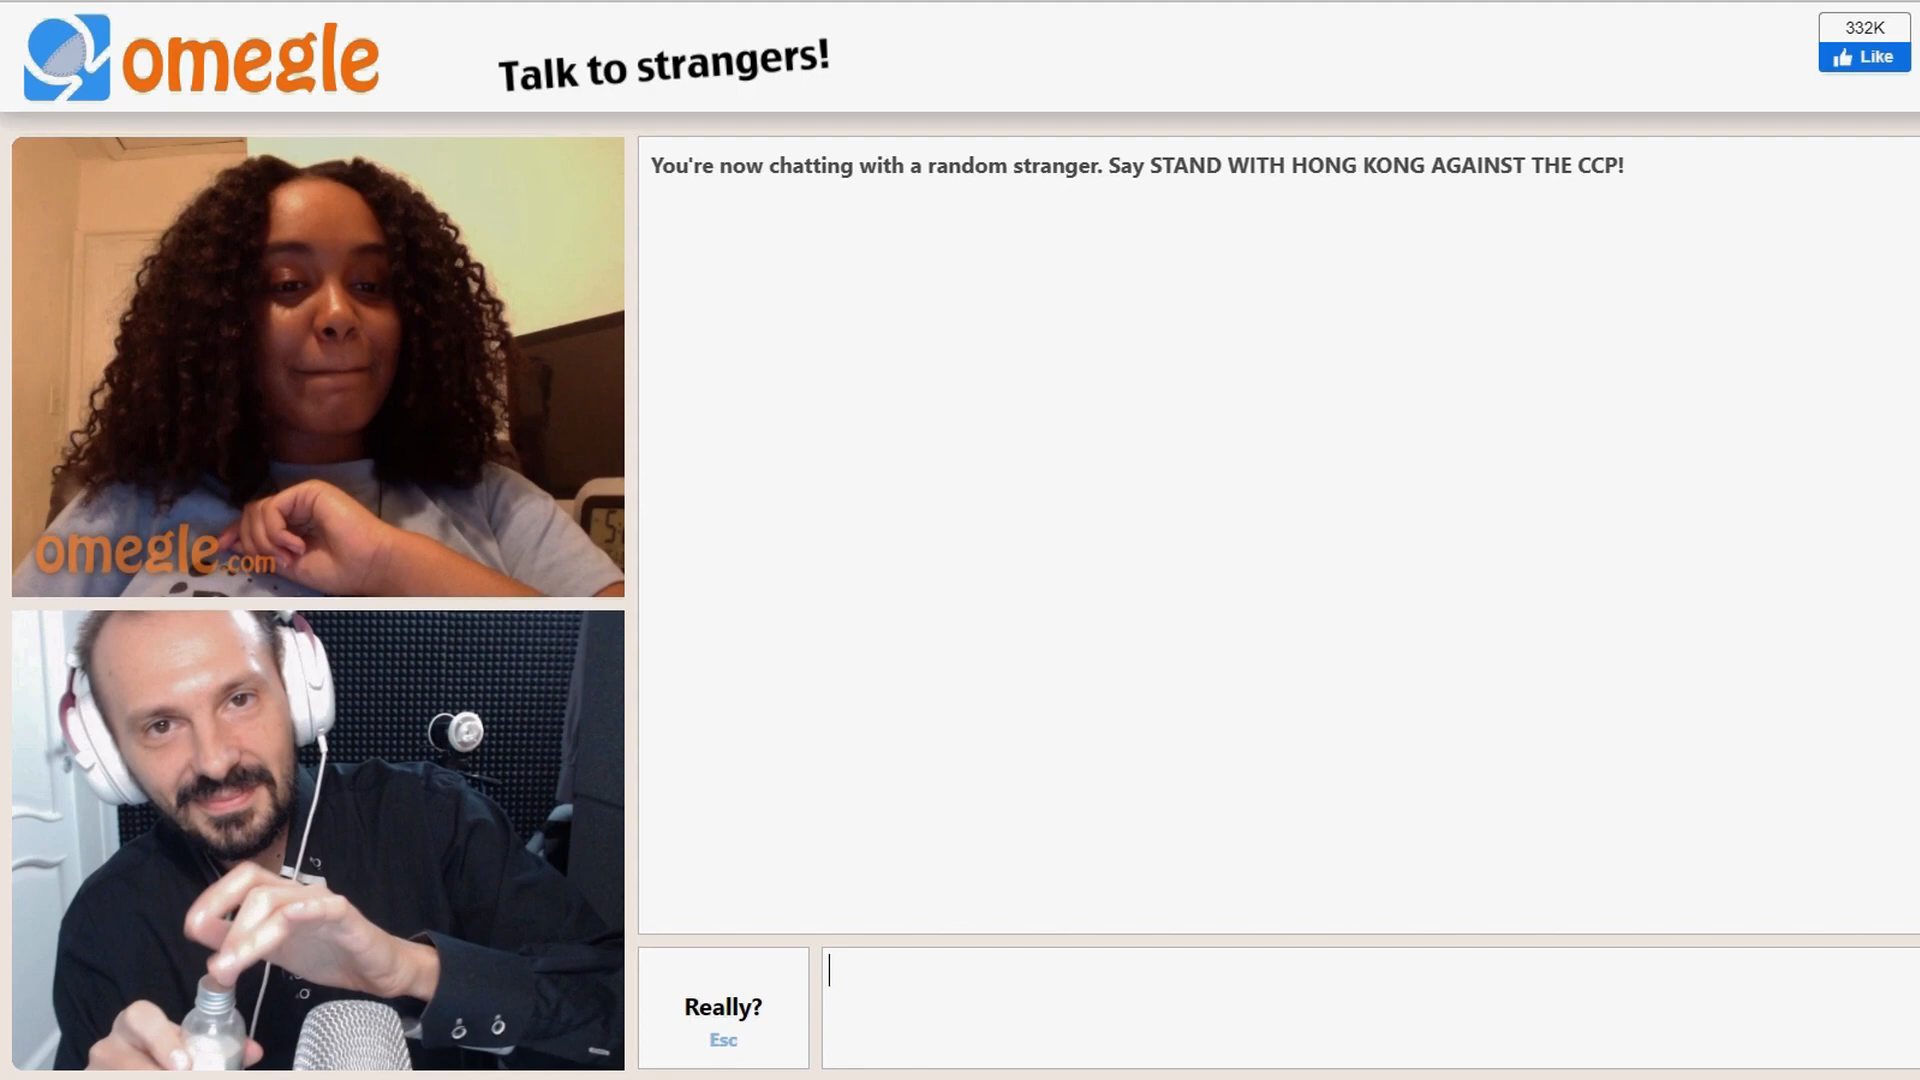 omegle
Talk to strangers!
332K
Like
You're now chatting with a random stranger. Say STAND WITH HONG KONG AGAINST THE CCP!
omegle.com
Really?
Esc